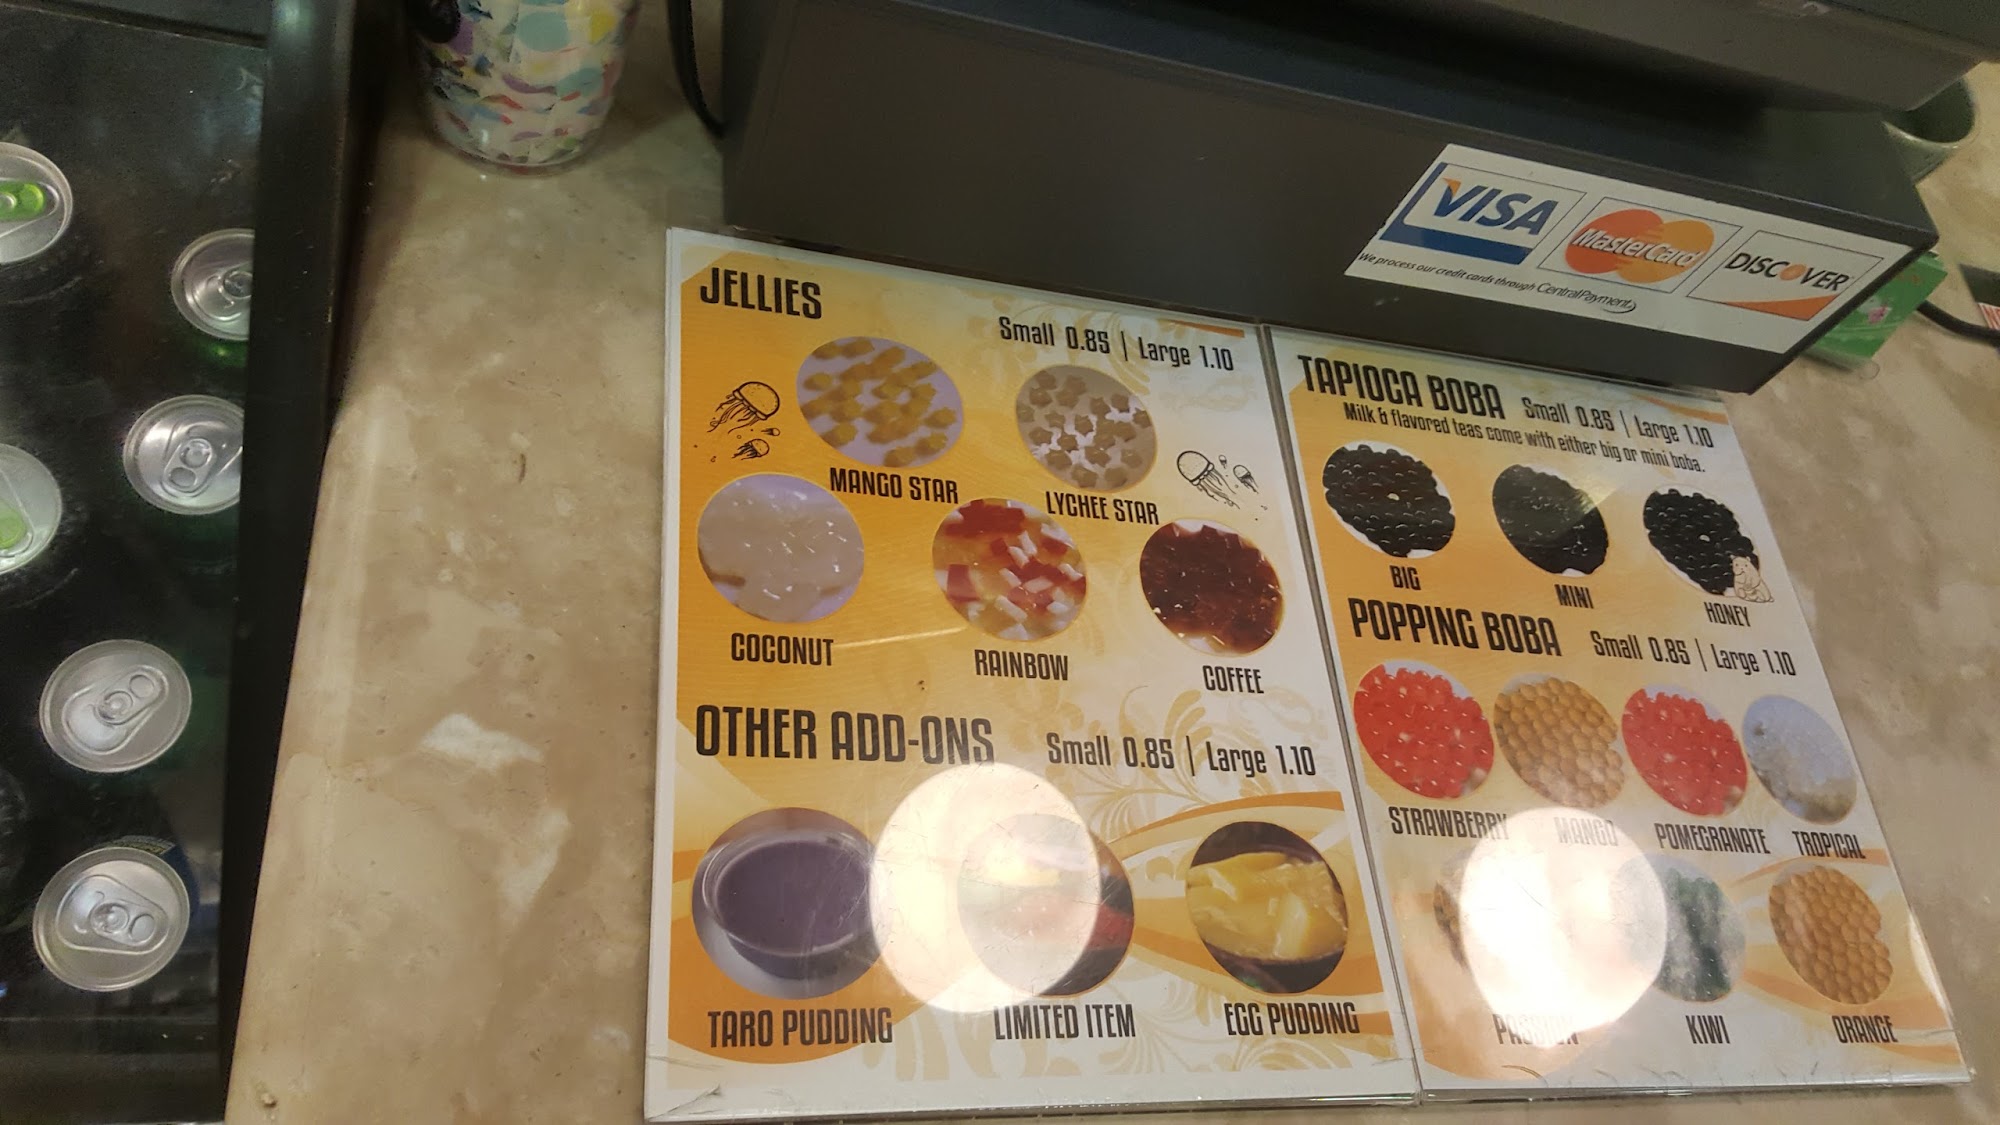 VISA
MasterCard
DISCOVER
We process our credit cards through CentralPayment
JELLIES
Small 0.85 | Large 1.10
MANGO STAR
LYCHEE STAR
COCONUT
RAINBOW
COFFEE
OTHER ADD-ONS
Small 0.85 | Large 1.10
TARO PUDDING
LIMITED ITEM
EGG PUDDING
TAPIOCA BOBA
Small 0.85 | Large 1.10
Milk & flavored teas come with either big or mini boba.
BIG
MINI
HONEY
POPPING BOBA
Small 0.85 | Large 1.10
STRAWBERRY
MANGO
POMEGRANATE
TROPICAL
PASSION
KIWI
ORANGE